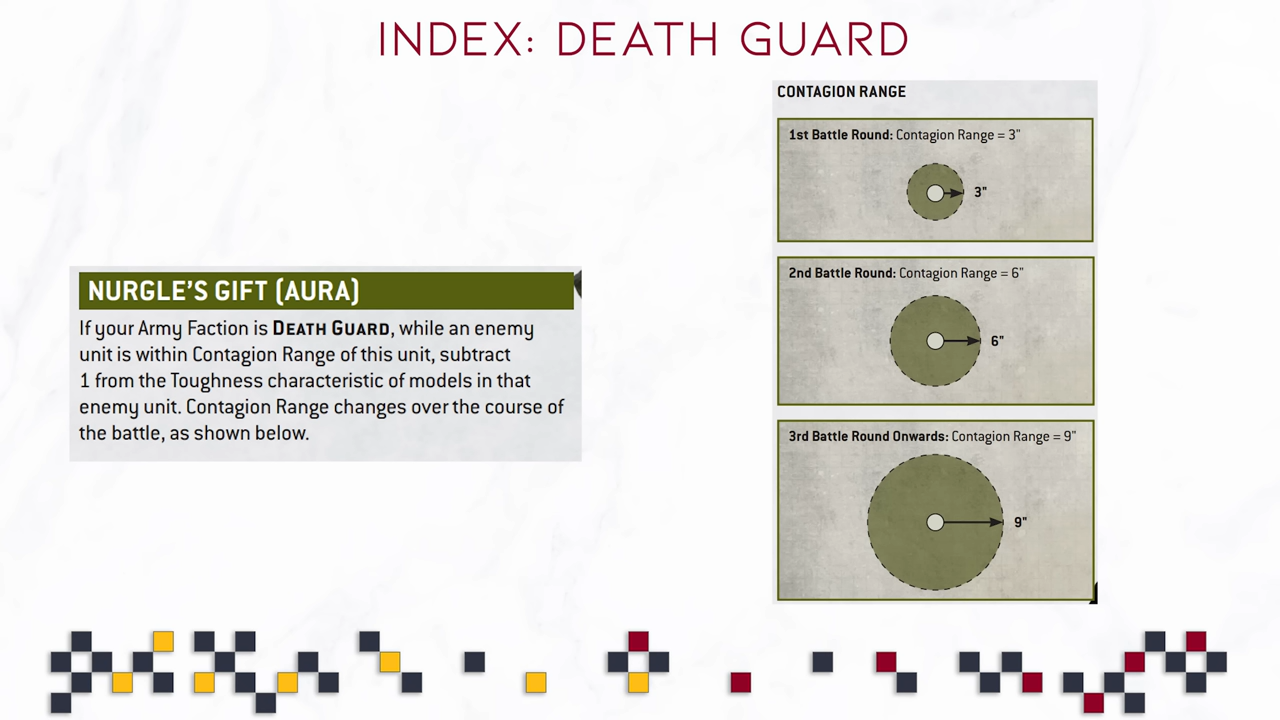 INDEX: DEATH GUARD
NURGLE'S GIFT (AURA)
If your Army Faction is DEATH GUARD, while an enemy
unit is within Contagion Range of this unit, subtract
1 from the Toughness characteristic of models in that
enemy unit. Contagion Range changes over the course of
the battle, as shown below.
CONTAGION RANGE
1st Battle Round: Contagion Range = 3"
3"
2nd Battle Round: Contagion Range = 6"
6"
3rd Battle Round Onwards: Contagion Range = 9"
9"